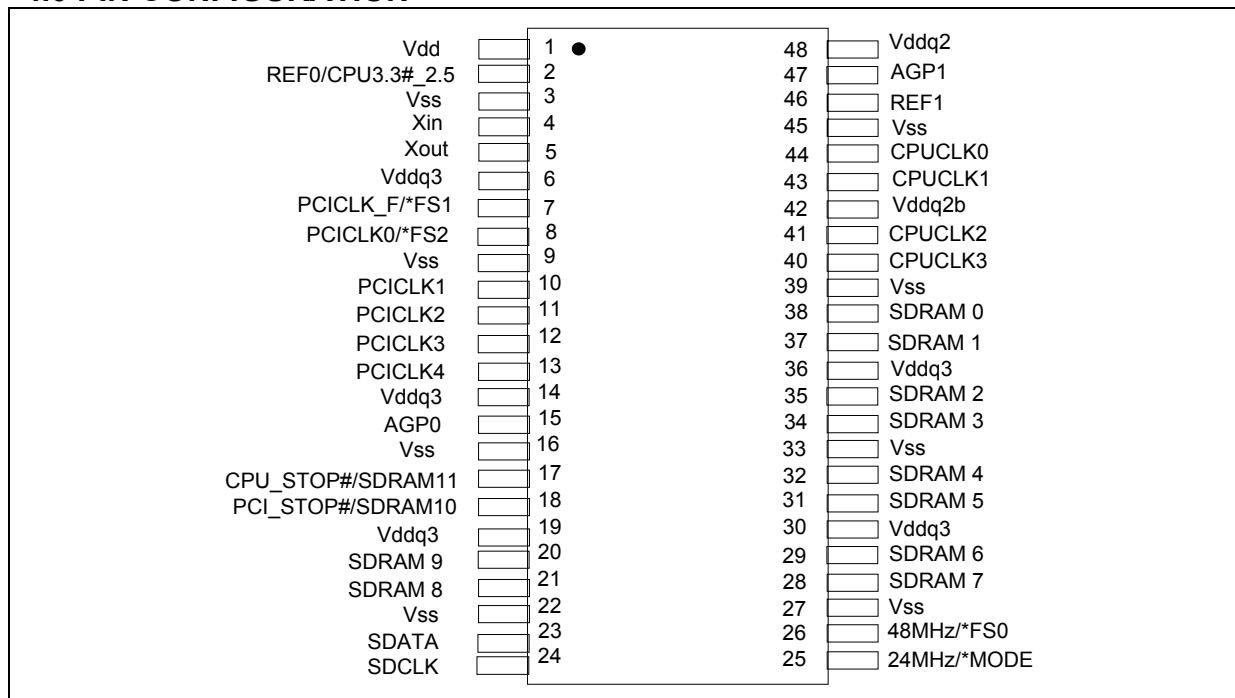 Vdd 1 48 Vddq2
REF0/CPU3.3#_2.5 2 47 AGP1
Vss 3 46 REF1
Xin 4 45 Vss
Xout 5 44 CPUCLK0
Vddq3 6 43 CPUCLK1
PCICLK_F/*FS1 7 42 Vddq2b
PCICLK0/*FS2 8 41 CPUCLK2
Vss 9 40 CPUCLK3
PCICLK1 10 39 Vss
PCICLK2 11 38 SDRAM 0
PCICLK3 12 37 SDRAM 1
PCICLK4 13 36 Vddq3
Vddq3 14 35 SDRAM 2
AGP0 15 34 SDRAM 3
Vss 16 33 Vss
CPU_STOP#/SDRAM11 17 32 SDRAM 4
PCI_STOP#/SDRAM10 18 31 SDRAM 5
Vddq3 19 30 Vddq3
SDRAM 9 20 29 SDRAM 6
SDRAM 8 21 28 SDRAM 7
Vss 22 27 Vss
SDATA 23 26 48MHz/*FS0
SDCLK 24 25 24MHz/*MODE